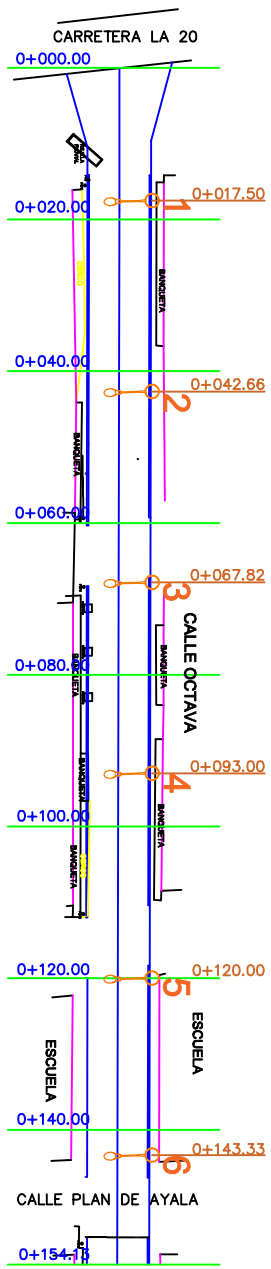 CARRETERA LA 20
0+000.00
0+017.50
1
0+020.00
BANQUETA
0+040.00
0+042.66
2
BANQUETA
0+060.00
0+067.82
3
CALLE OCTAVA
BANQUETA
BANQUETA
0+080.00
0+093.00
4
BANQUETA
BANQUETA
0+100.00
BANQUETA
0+120.00
0+120.00
5
ESCUELA
ESCUELA
0+140.00
0+143.33
6
CALLE PLAN DE AYALA
0+154.15